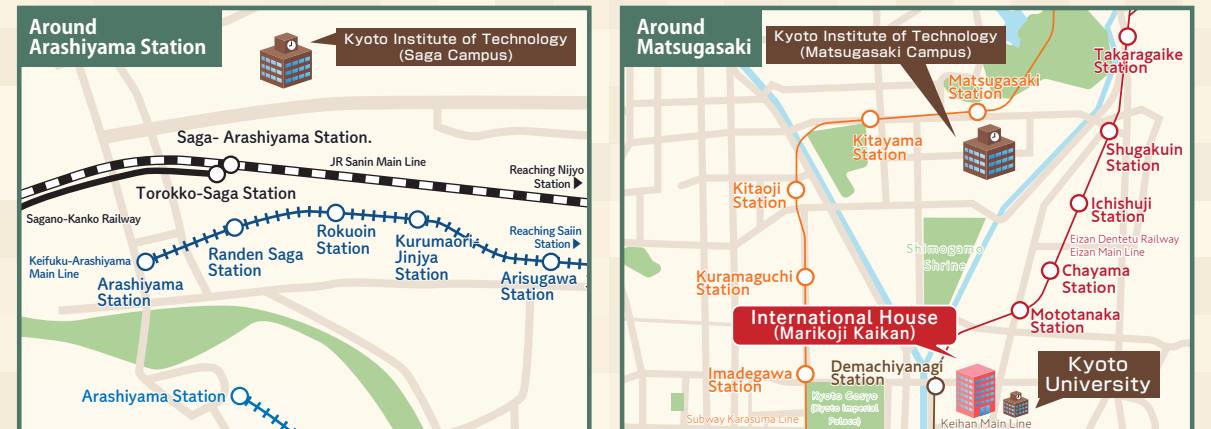 Around
Arashiyama Station
Kyoto Institute of Technology
(Saga Campus)
Saga- Arashiyama Station.
JR Sanin Main Line
Reaching Nijyo
Station
Torokko-Saga Station
Sagano-Kanko Railway
Rokuoin
Station
Kurumaori-
Jinjya
Station
Reaching Saiin
Station
Randen Saga
Station
Keifuku-Arashiyama
Main Line
Arashiyama
Station
Arisugawa
Station
Arashiyama Station
Around
Matsugasaki
Kyoto Institute of Technology
(Matsugasaki Campus)
Takaragaike
Station
Matsugasaki
Station
Kitayama
Station
Shugakuin
Station
Kitaoji
Station
Ichishuji
Station
Eizan Dentetu Railway
Eizan Main Line
Shimogamo
Shrine
Kuramaguchi
Station
Chayama
Station
International House
(Marikoji Kaikan)
Mototanaka
Station
Imadegawa
Station
Demachiyanagi
Station
Kyoto
University
Kyoto Gosyo
(Kyoto Imperial
Palace)
Subway Karasuma Line
Keihan Main Line